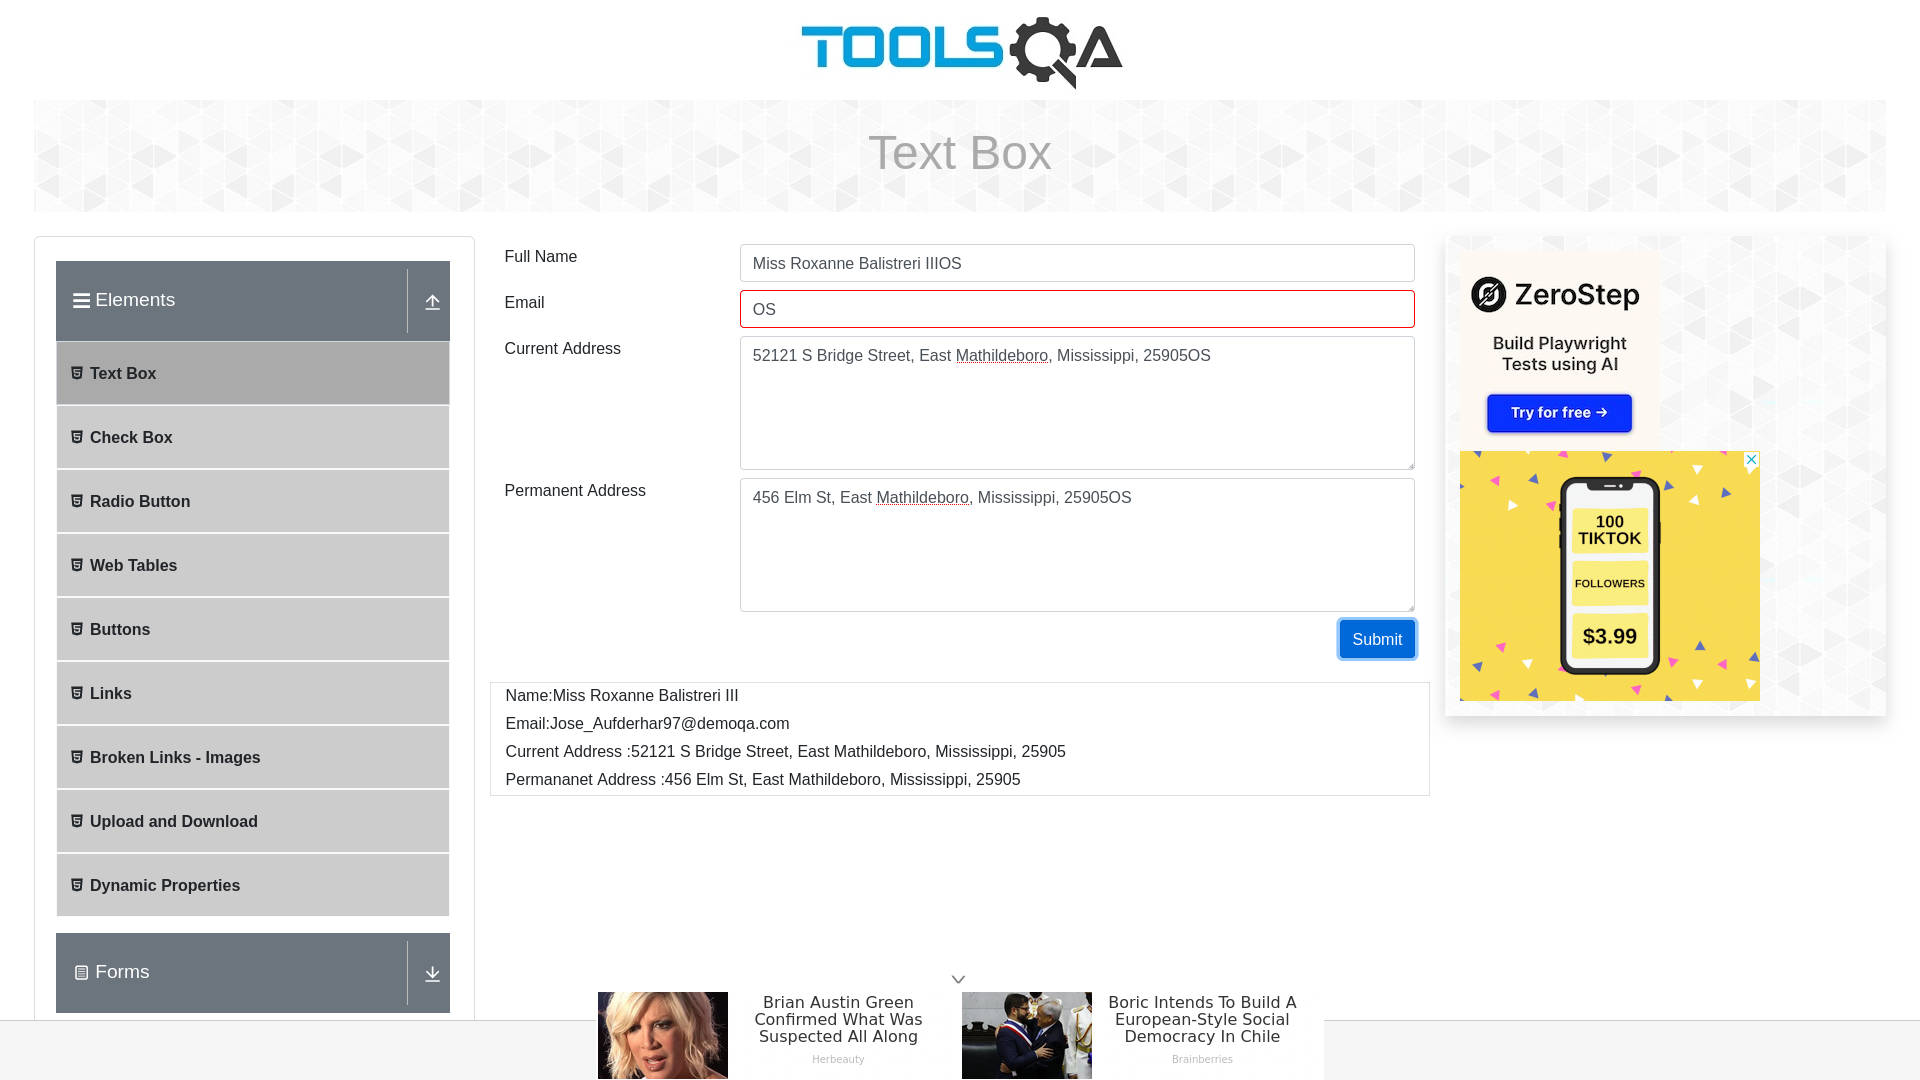 TOOLSQA
Text Box
Elements
Text Box
Check Box
Radio Button
Web Tables
Buttons
Links
Broken Links - Images
Upload and Download
Dynamic Properties
Forms
Full Name
Miss Roxanne Balistreri IIIOS
Email
OS
Current Address
52121 S Bridge Street, East Mathildeboro, Mississippi, 25905OS
Permanent Address
456 Elm St, East Mathildeboro, Mississippi, 25905OS
Submit
Name:Miss Roxanne Balistreri III
Email:Jose_Aufderhar97@demoqa.com
Current Address :52121 S Bridge Street, East Mathildeboro, Mississippi, 25905
Permananet Address :456 Elm St, East Mathildeboro, Mississippi, 25905
ZeroStep
Build Playwright
Tests using AI
Try for free →
100
TIKTOK
FOLLOWERS
$3.99
Brian Austin Green
Confirmed What Was
Suspected All Along
Herbeauty
Boric Intends To Build A
European-Style Social
Democracy In Chile
Brainberries